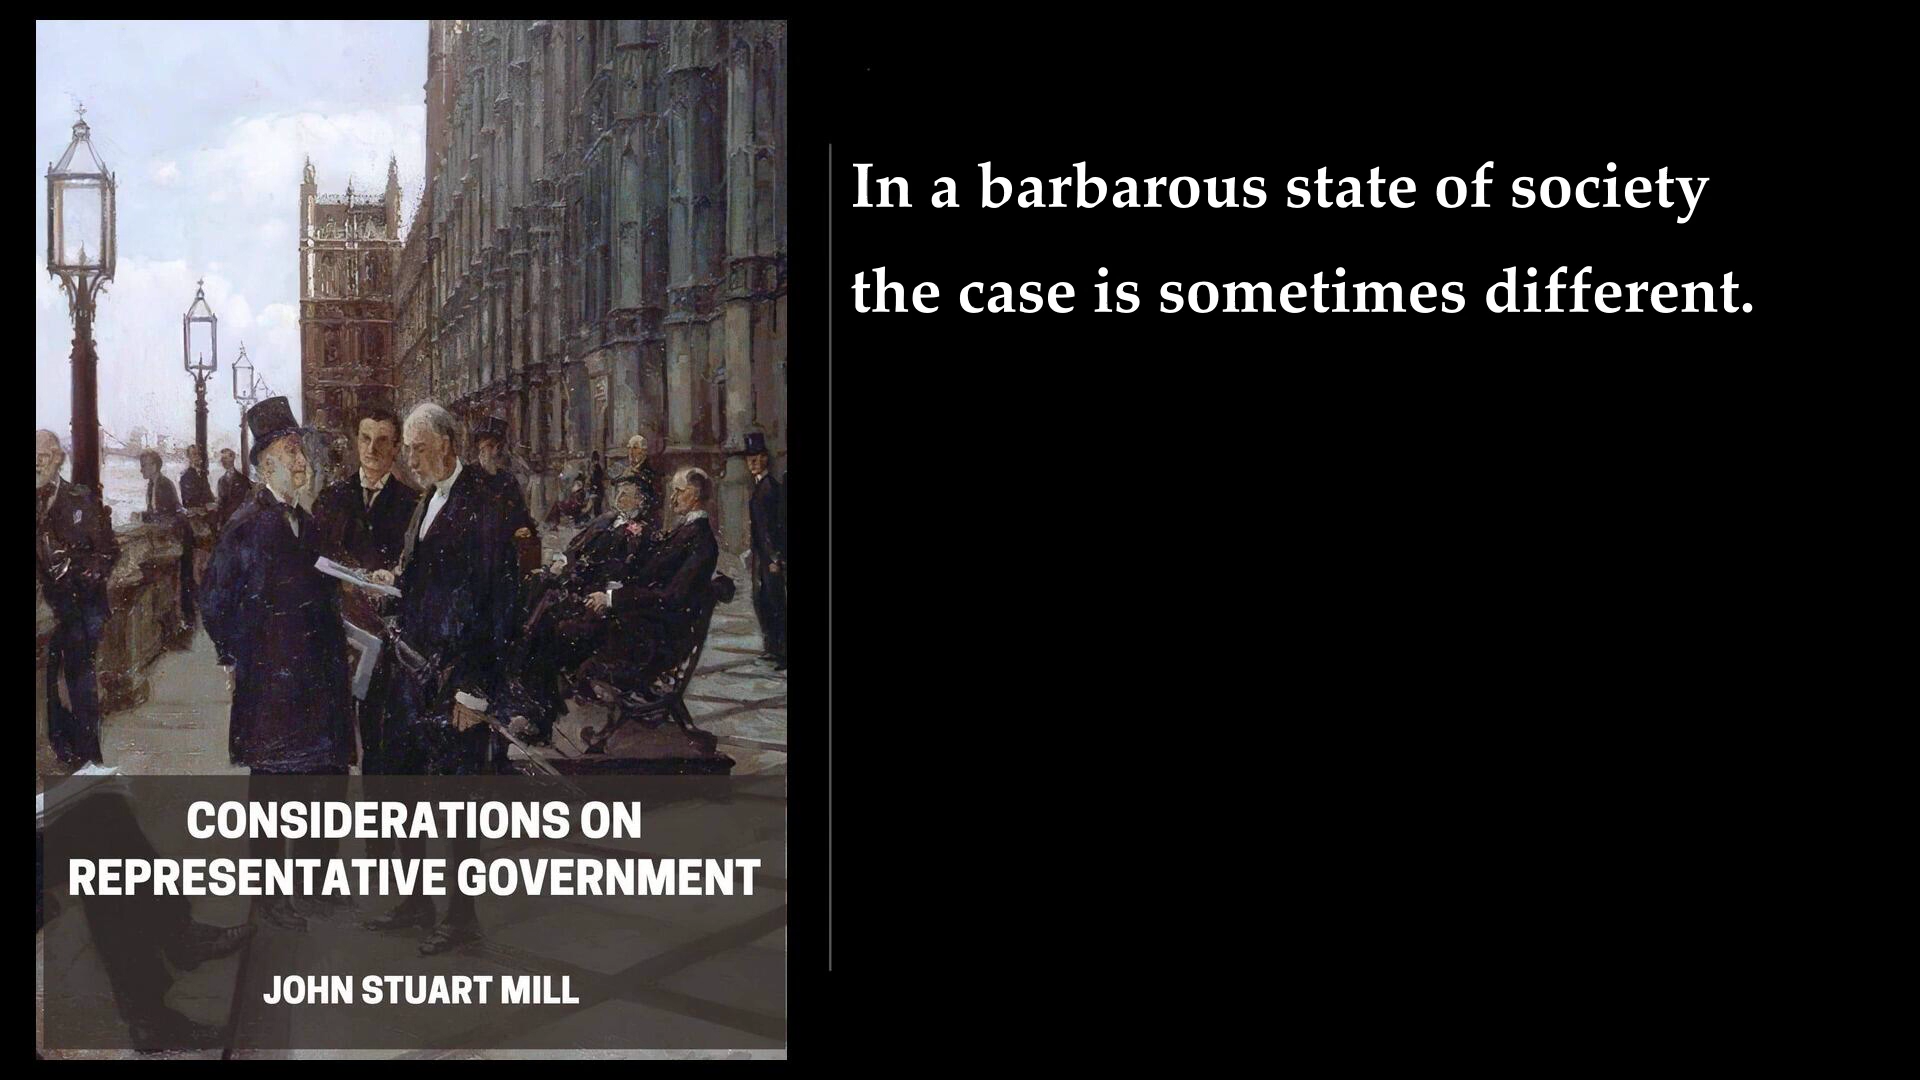 In a barbarous state of society
the case is sometimes different.
CONSIDERATIONS ON
REPRESENTATIVE GOVERNMENT
JOHN STUART MILL